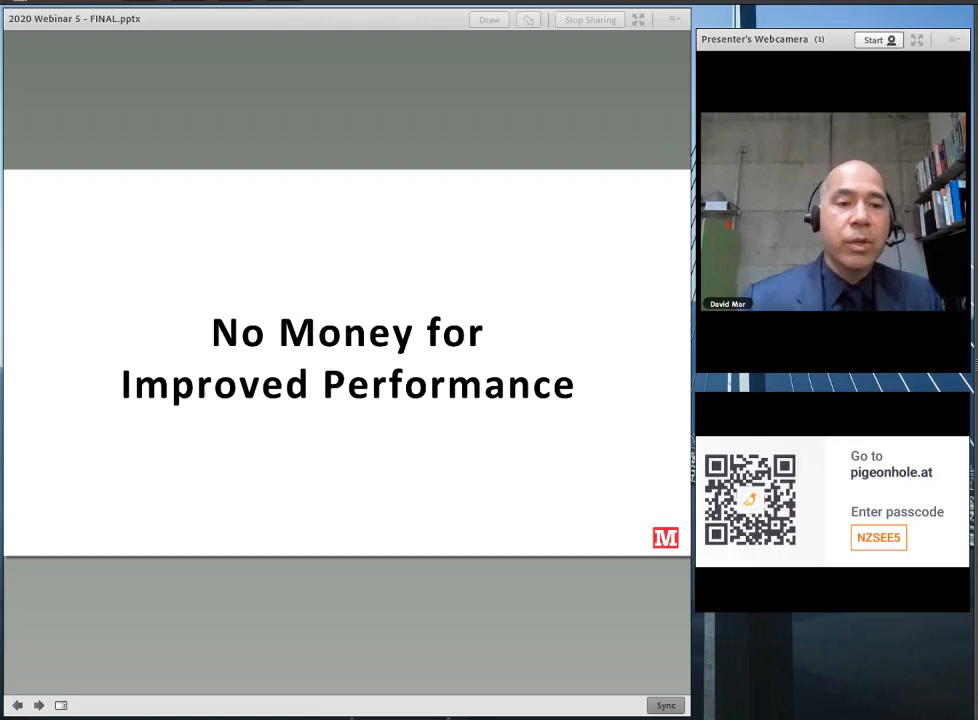 2020 Webinar 5 - FINAL.pptx
Draw
Stop Sharing
No Money for
Improved Performance
M
Sync
Presenter's Webcamera (1)
Start
David Mar
Go to
pigeonhole.at
Enter passcode
NZSEE5